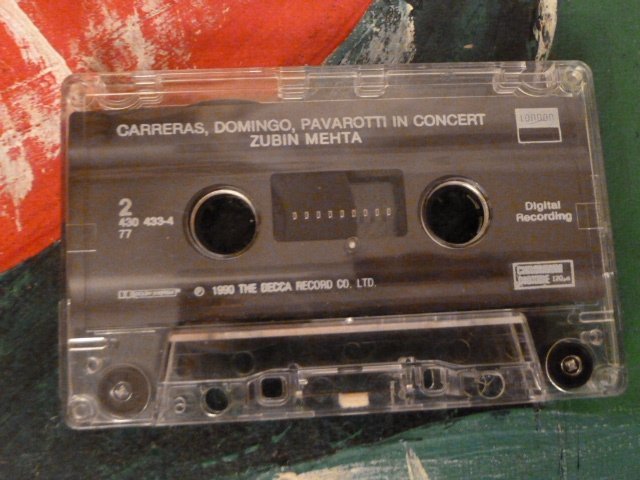 CARRERAS, DOMINGO, PAVAROTTI IN CONCERT
ZUBIN MEHTA
LONDON
2
430 433-4
77
Digital
Recording
℗ 1990 THE DECCA RECORD CO. LTD.
120µs